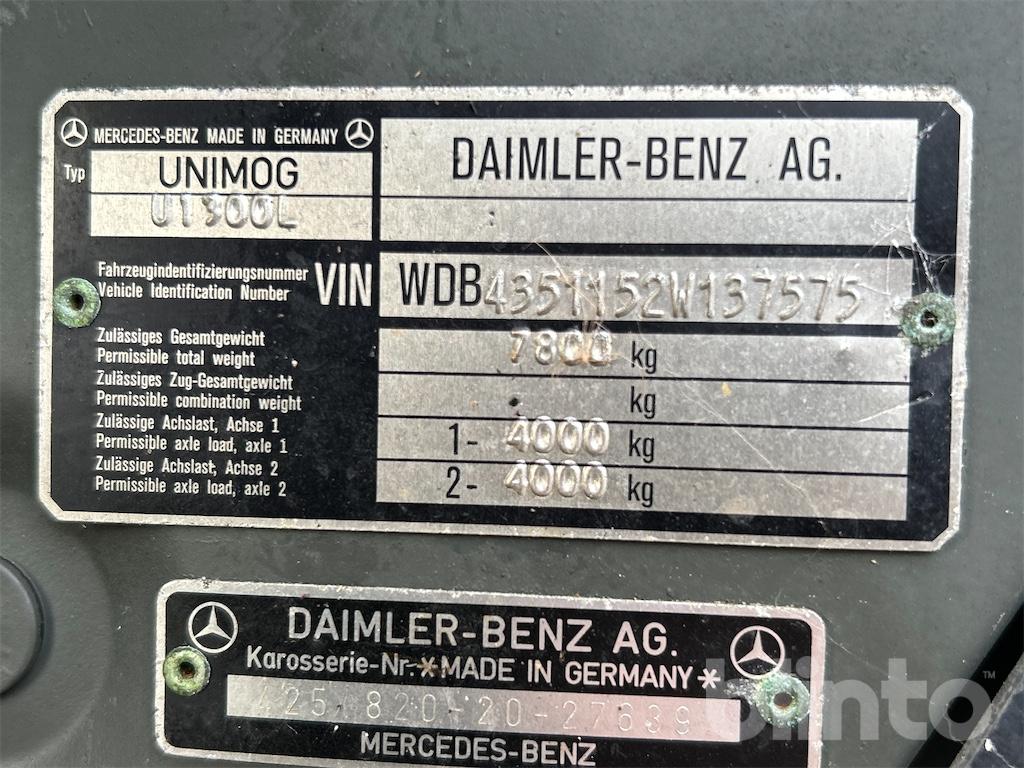 MERCEDES-BENZ MADE IN GERMANY
Typ UNIMOG
U1300L
DAIMLER-BENZ AG.
Fahrzeugindentifizierungsnummer
Vehicle Identification Number
VIN WDB4351152W137575
Zulässiges Gesamtgewicht
Permissible total weight
7800 kg
Zulässiges Zug-Gesamtgewicht
Permissible combination weight
kg
Zulässige Achslast, Achse 1
Permissible axle load, axle 1
1- 4000 kg
Zulässige Achslast, Achse 2
Permissible axle load, axle 2
2- 4000 kg
DAIMLER-BENZ AG.
Karosserie-Nr.*MADE IN GERMANY*
425 820-20-27639
MERCEDES-BENZ
blinto™